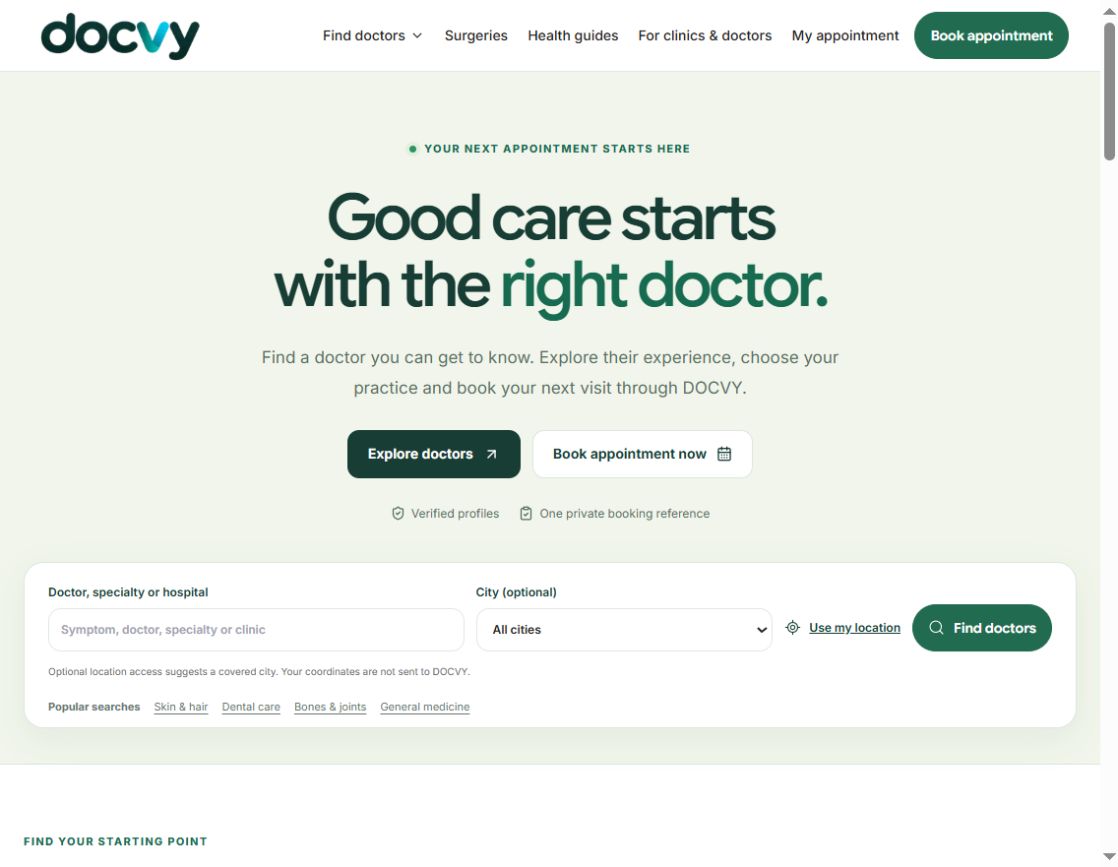 docvy
Find doctors
Surgeries
Health guides
For clinics & doctors
My appointment
Book appointment
YOUR NEXT APPOINTMENT STARTS HERE
Good care starts
with the right doctor.
Find a doctor you can get to know. Explore their experience, choose your
practice and book your next visit through DOCVY.
Explore doctors
Book appointment now
Verified profiles
One private booking reference
Doctor, specialty or hospital
City (optional)
Symptom, doctor, specialty or clinic
All cities
Use my location
Find doctors
Optional location access suggests a covered city. Your coordinates are not sent to DOCVY.
Popular searches
Skin & hair
Dental care
Bones & joints
General medicine
FIND YOUR STARTING POINT